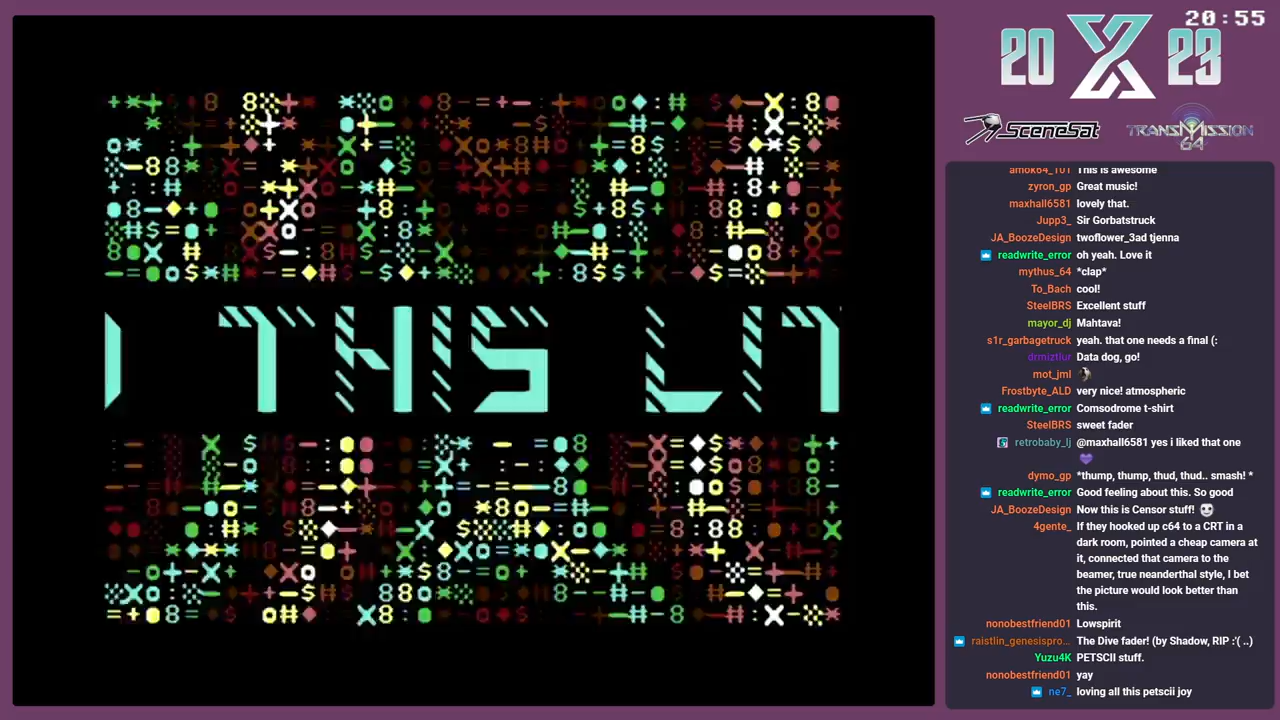 20:55
20 X 23
SCENESAT
TRANSMISSION 64
THIS LIN
amok64_101 This is awesome
zyron_gp Great music!
maxhall6581 lovely that.
Jupp3_ Sir Gorbatstruck
JA_BoozeDesign twoflower_3ad tjenna
readwrite_error oh yeah. Love it
mythus_64 *clap*
To_Bach cool!
SteelBRS Excellent stuff
mayor_dj Mahtava!
s1r_garbagetruck yeah. that one needs a final (:
drmiztiur Data dog, go!
mot_jml
Frostbyte_ALD very nice! atmospheric
readwrite_error Comsodrome t-shirt
SteelBRS sweet fader
retrobaby_lj @maxhall6581 yes i liked that one
dymo_gp *thump, thump, thud, thud.. smash! *
readwrite_error Good feeling about this. So good
JA_BoozeDesign Now this is Censor stuff!
4gente_ If they hooked up c64 to a CRT in a
dark room, pointed a cheap camera at
it, connected that camera to the
beamer, true neanderthal style, I bet
the picture would look better than
this.
nonobestfriend01 Lowspirit
raistlin_genesispro... The Dive fader! (by Shadow, RIP :'( ..)
Yuzu4K PETSCII stuff.
nonobestfriend01 yay
ne7_ loving all this petscii joy